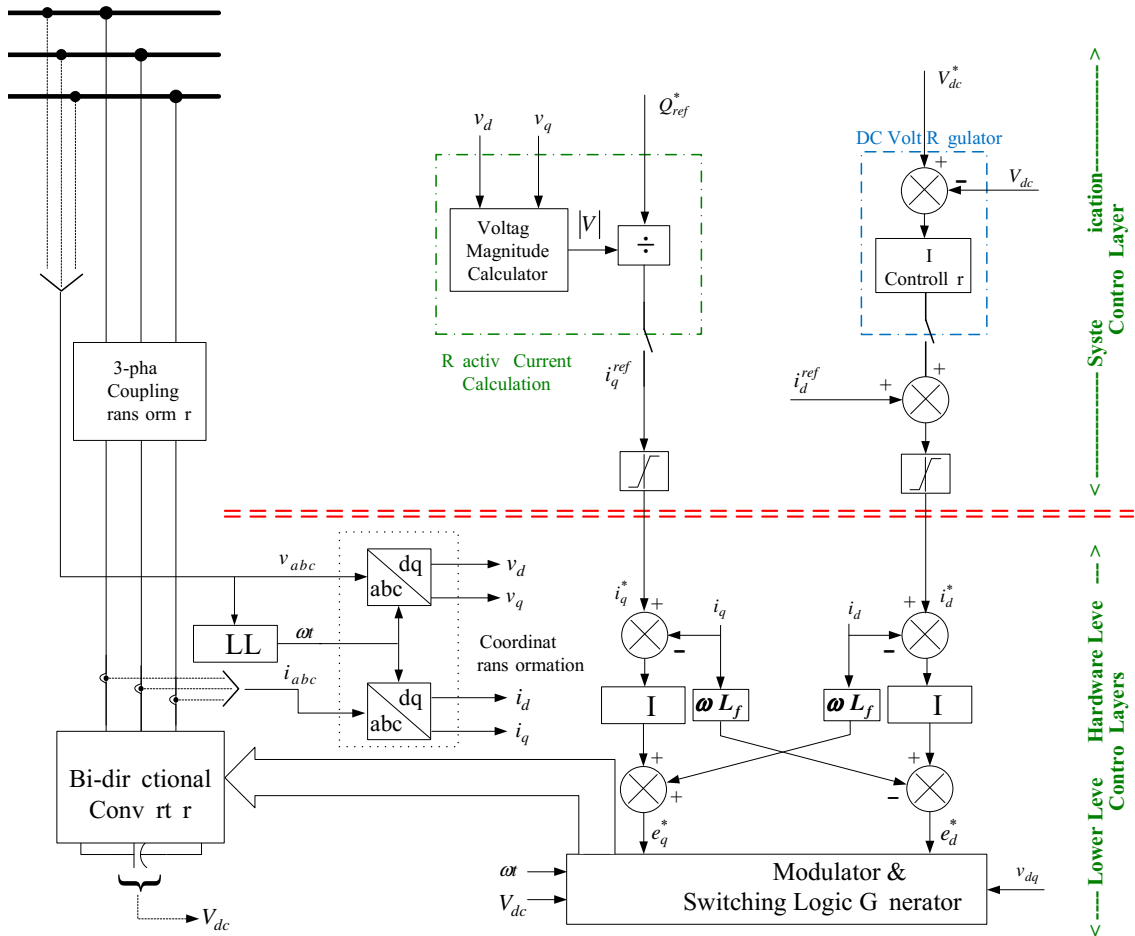 V*dc
Q*ref
vd
vq
DC Volt R gulator
+
−
Vdc
Voltag
Magnitude
Calculator
|V|
÷
I
Controll r
R activ Current
Calculation
iqref
idref
+
+
3-pha
Coupling
rans orm r
<------------ Syste ication----------->
Contro Layer
vabc
dq
abc
vd
vq
LL
ωt
Coordinat
rans ormation
iabc
dq
abc
id
iq
i*q
+
−
iq
id
+
−
i*d
I
ω Lf
ω Lf
I
+
+
+
−
e*q
e*d
Bi-dir ctional
Conv rt r
Vdc
ωt
Vdc
Modulator &
Switching Logic G nerator
vdq
<---- Lower Leve Hardware Leve --->
Contro Layers